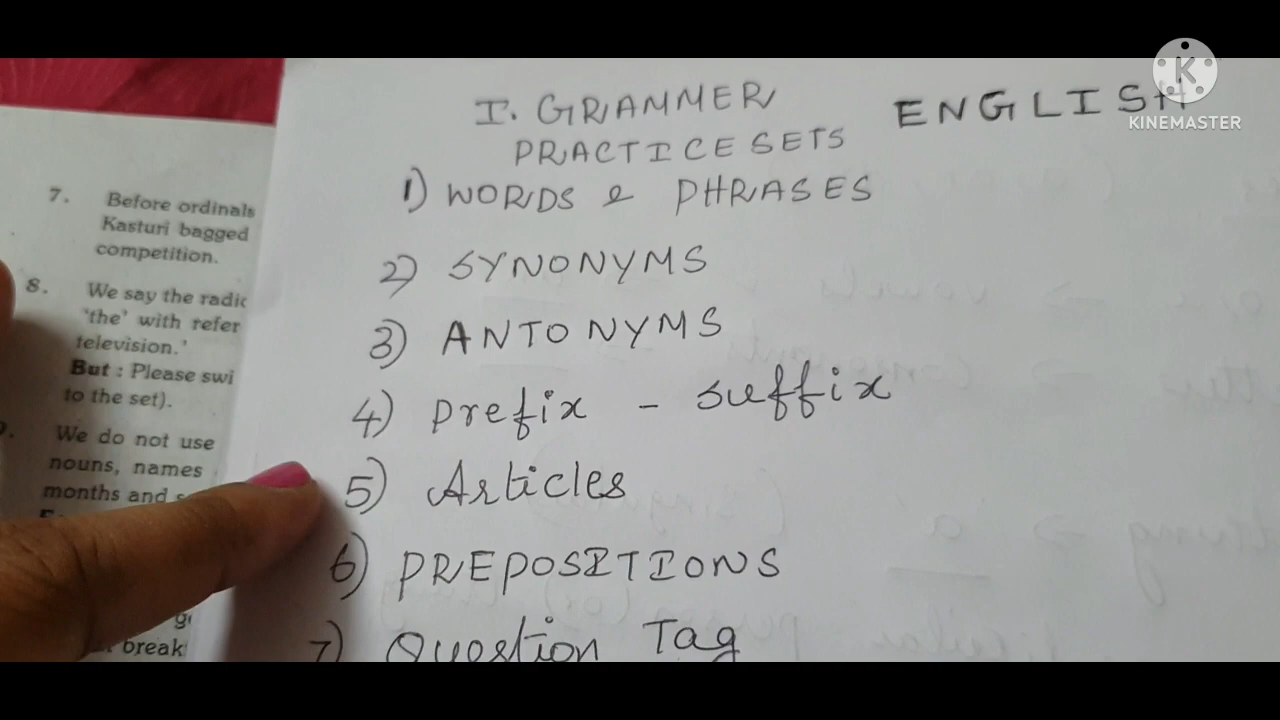 I. GRAMMER
ENGLISH
PRACTICE SETS
1) WORDS & PHRASES
2) SYNONYMS
3) ANTONYMS
4) Prefix - suffix
5) Articles
6) PREPOSITIONS
7) Question Tag
7. Before ordinals
Kasturi bagged
competition.
8. We say the radic
'the' with refer
television.'
But : Please swi
to the set).
We do not use
nouns, names
months and
break
K
KINEMASTER